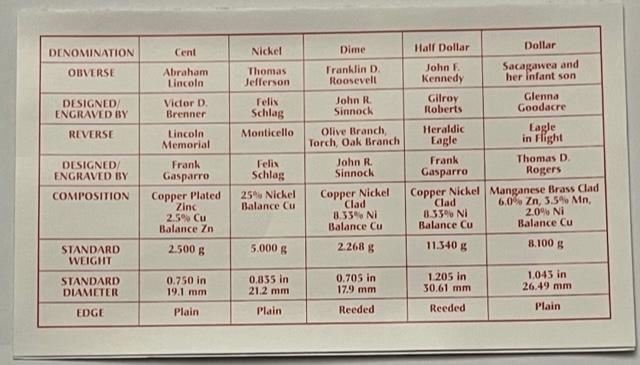 DENOMINATION Cent Nickel Dime Half Dollar Dollar
OBVERSE Abraham Thomas Franklin D. John F. Sacagawea and
Lincoln Jefferson Roosevelt Kennedy her infant son
DESIGNED/ Victor D. Felix John R. Gilroy Glenna
ENGRAVED BY Brenner Schlag Sinnock Roberts Goodacre
REVERSE Lincoln Monticello Olive Branch, Heraldic Eagle
Memorial Torch, Oak Branch Eagle in Flight
DESIGNED/ Frank Felix John R. Frank Thomas D.
ENGRAVED BY Gasparro Schlag Sinnock Gasparro Rogers
COMPOSITION Copper Plated 25% Nickel Copper Nickel Copper Nickel Manganese Brass Clad
Zinc Balance Cu Clad Clad 6.0% Zn, 3.5% Mn,
2.5% Cu 8.33% Ni 8.33% Ni 2.0% Ni
Balance Zn Balance Cu Balance Cu Balance Cu
STANDARD 2.500 g 5.000 g 2.268 g 11.340 g 8.100 g
WEIGHT
STANDARD 0.750 in 0.835 in 0.705 in 1.205 in 1.043 in
DIAMETER 19.1 mm 21.2 mm 17.9 mm 30.61 mm 26.49 mm
EDGE Plain Plain Reeded Reeded Plain